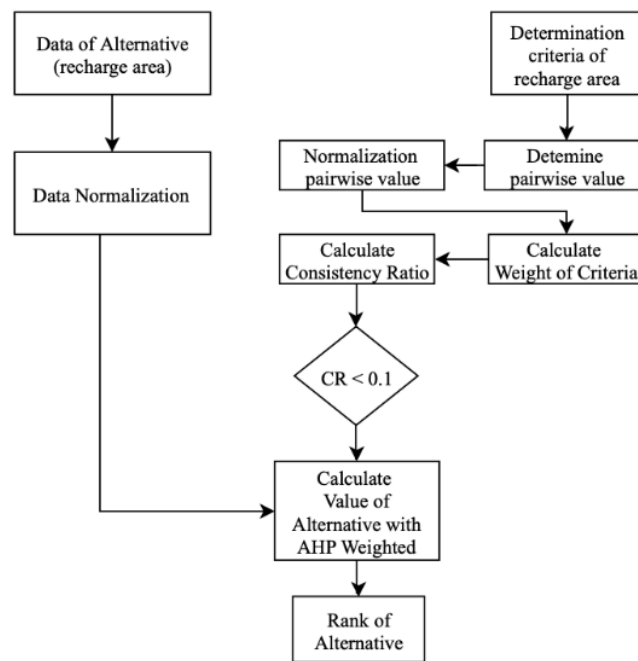 Data of Alternative
(recharge area)
Determination
criteria of
recharge area
Data Normalization
Normalization
pairwise value
Detemine
pairwise value
Calculate
Consistency Ratio
Calculate
Weight of Criteria
CR < 0.1
Calculate
Value of
Alternative with
AHP Weighted
Rank of
Alternative